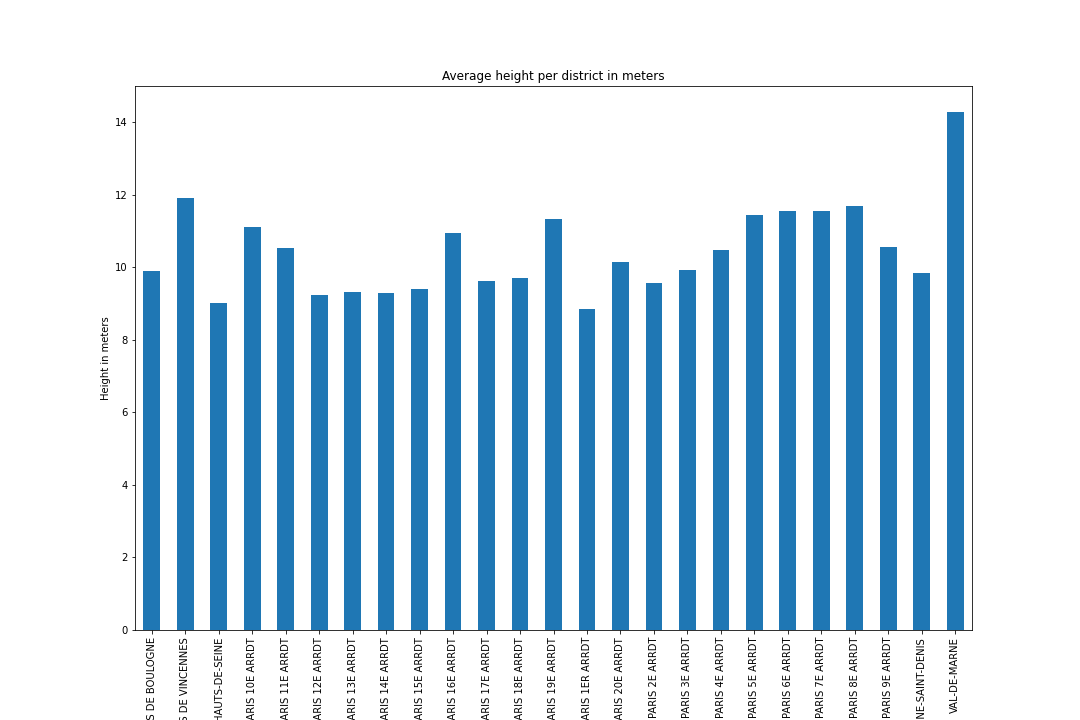 Average height per district in meters
Height in meters
14
12
10
8
6
4
2
0
S DE BOULOGNE
S DE VINCENNES
HAUTS-DE-SEINE
ARIS 10E ARRDT
ARIS 11E ARRDT
ARIS 12E ARRDT
ARIS 13E ARRDT
ARIS 14E ARRDT
ARIS 15E ARRDT
ARIS 16E ARRDT
ARIS 17E ARRDT
ARIS 18E ARRDT
ARIS 19E ARRDT
ARIS 1ER ARRDT
ARIS 20E ARRDT
PARIS 2E ARRDT
PARIS 3E ARRDT
PARIS 4E ARRDT
PARIS 5E ARRDT
PARIS 6E ARRDT
PARIS 7E ARRDT
PARIS 8E ARRDT
PARIS 9E ARRDT
NE-SAINT-DENIS
VAL-DE-MARNE